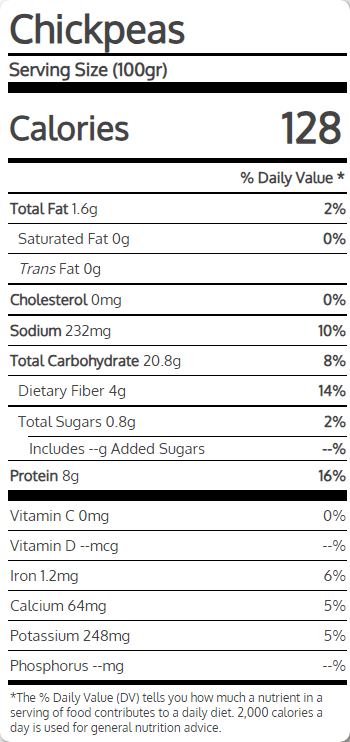 Chickpeas
Serving Size (100gr)
Calories 128
% Daily Value *
Total Fat 1.6g 2%
Saturated Fat 0g 0%
Trans Fat 0g
Cholesterol 0mg 0%
Sodium 232mg 10%
Total Carbohydrate 20.8g 8%
Dietary Fiber 4g 14%
Total Sugars 0.8g 2%
Includes --g Added Sugars --%
Protein 8g 16%
Vitamin C 0mg 0%
Vitamin D --mcg --%
Iron 1.2mg 6%
Calcium 64mg 5%
Potassium 248mg 5%
Phosphorus --mg --%
*The % Daily Value (DV) tells you how much a nutrient in a
serving of food contributes to a daily diet. 2,000 calories a
day is used for general nutrition advice.